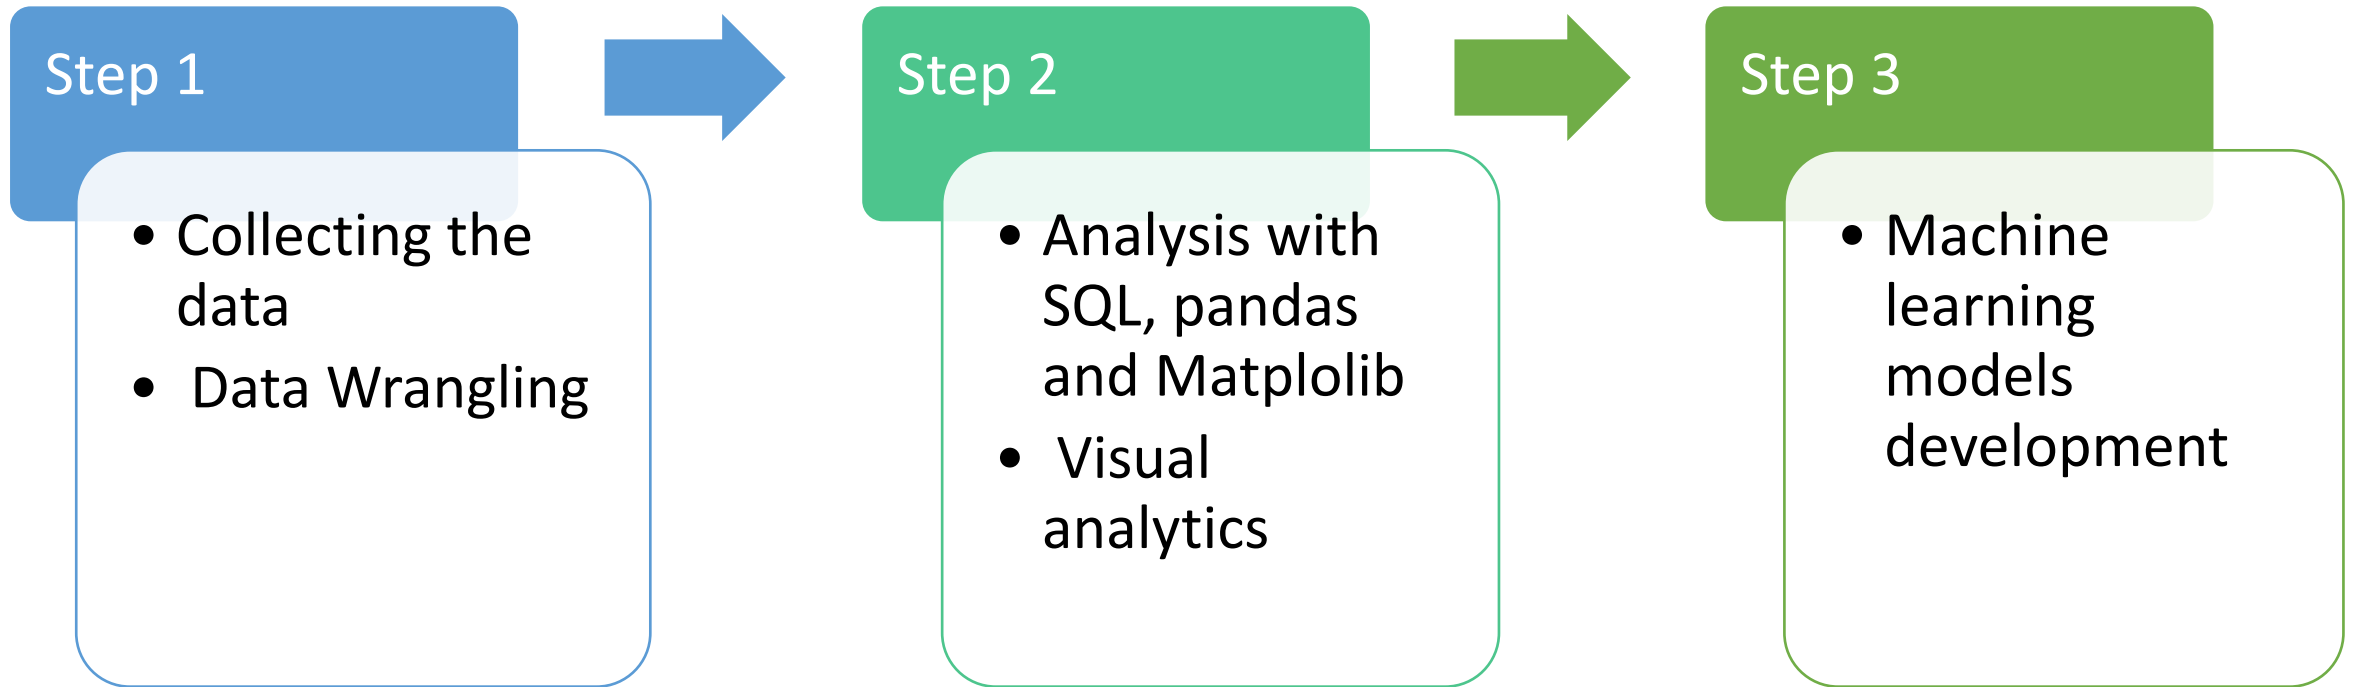 Step 1
• Collecting the
data
• Data Wrangling
Step 2
• Analysis with
SQL, pandas
and Matplolib
• Visual
analytics
Step 3
• Machine
learning
models
development